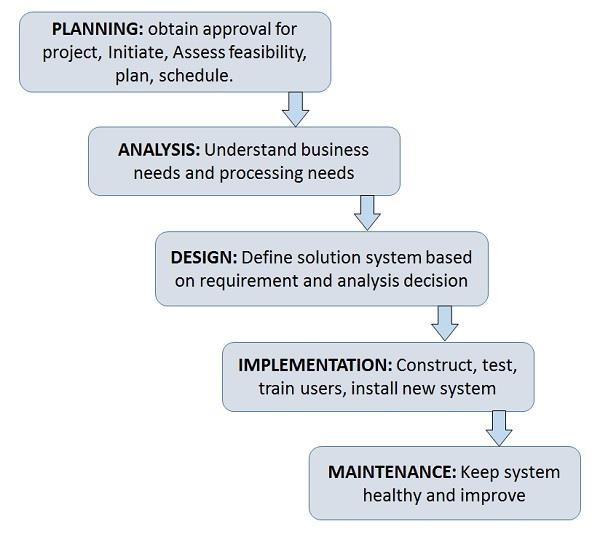 PLANNING: obtain approval for
project, Initiate, Assess feasibility,
plan, schedule.
ANALYSIS: Understand business
needs and processing needs
DESIGN: Define solution system based
on requirement and analysis decision
IMPLEMENTATION: Construct, test,
train users, install new system
MAINTENANCE: Keep system
healthy and improve